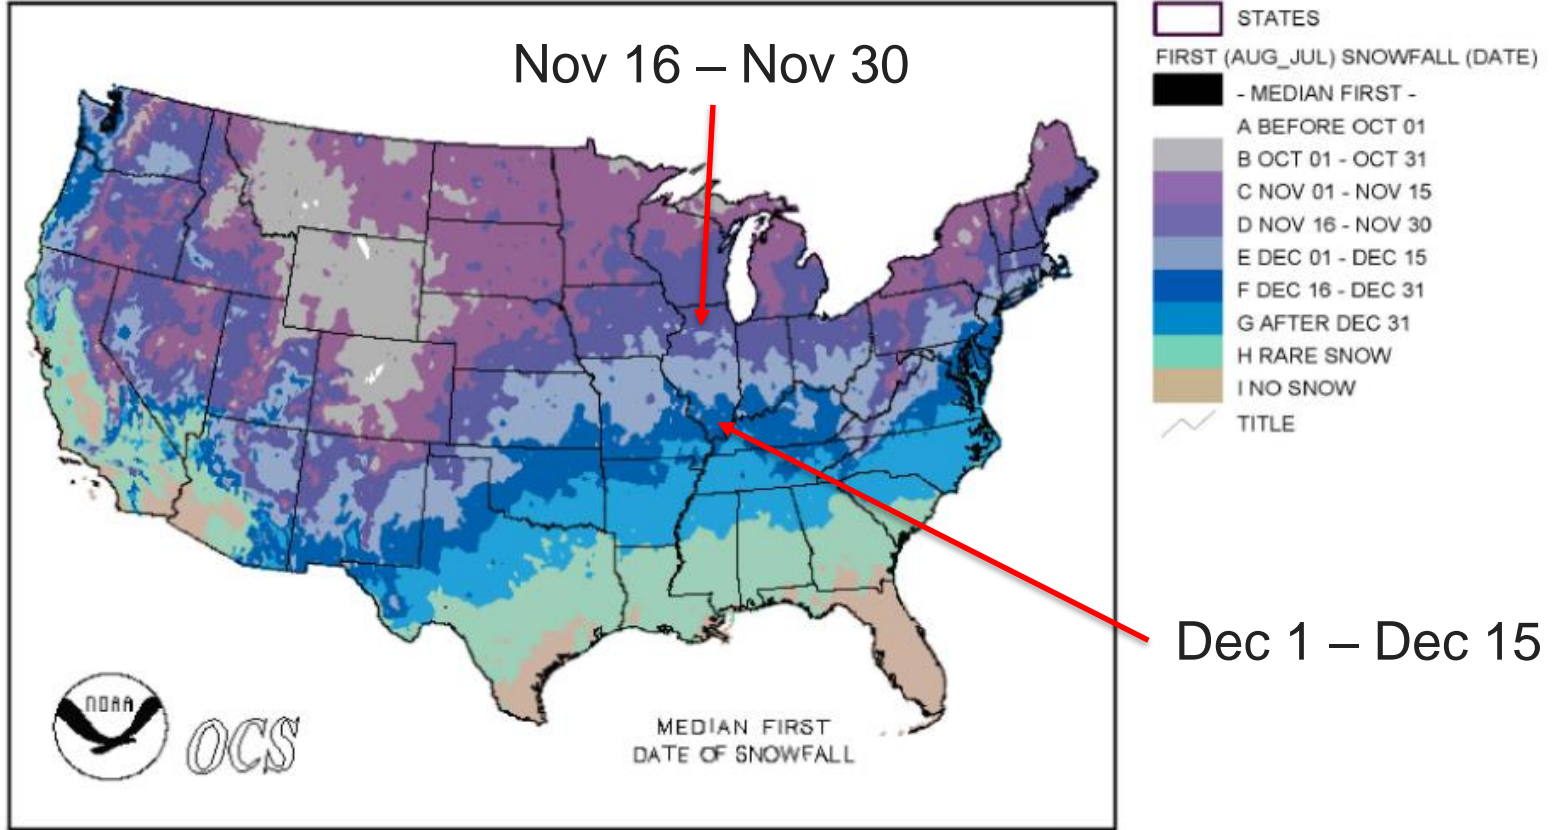 Nov 16 – Nov 30
STATES
FIRST (AUG_JUL) SNOWFALL (DATE)
- MEDIAN FIRST -
A BEFORE OCT 01
B OCT 01 - OCT 31
C NOV 01 - NOV 15
D NOV 16 - NOV 30
E DEC 01 - DEC 15
F DEC 16 - DEC 31
G AFTER DEC 31
H RARE SNOW
I NO SNOW
TITLE
Dec 1 – Dec 15
NOAA
OCS
MEDIAN FIRST
DATE OF SNOWFALL